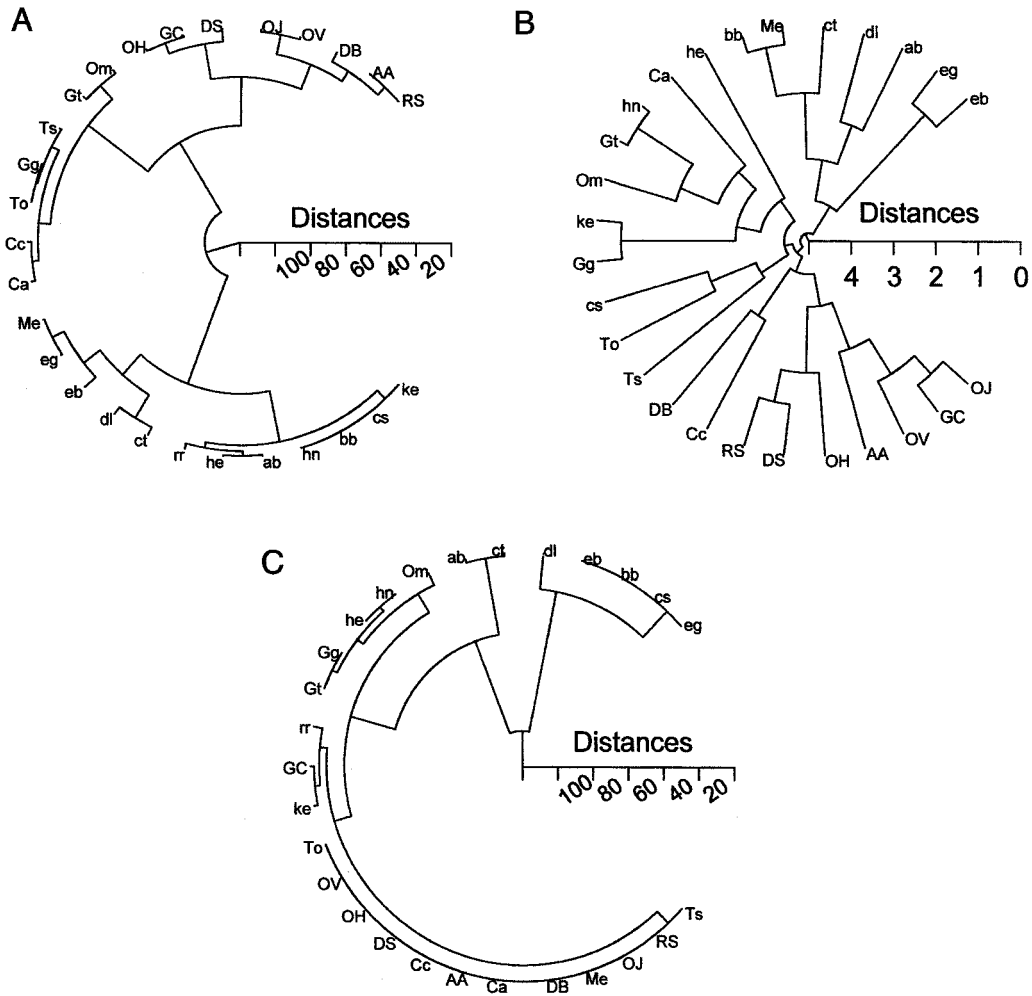 A
OH
GC
DS
OJ
OV
DB
AA
RS
Om
Gt
Ts
Gg
To
Cc
Ca
Me
eg
eb
dl
ct
rr
he
ab
hn
bb
cs
ke
Distances
100 80 60 40 20
B
bb
Me
ct
dl
ab
eg
eb
he
Ca
hn
Gt
Om
ke
Gg
cs
To
Ts
DB
Cc
RS
DS
OH
AA
OV
GC
OJ
Distances
4 3 2 1 0
C
ab
ct
dl
eb
bb
cs
eg
Om
hn
he
Gg
Gt
rr
GC
ke
To
OV
OH
DS
Cc
AA
Ca
DB
Me
OJ
RS
Ts
Distances
100 80 60 40 20